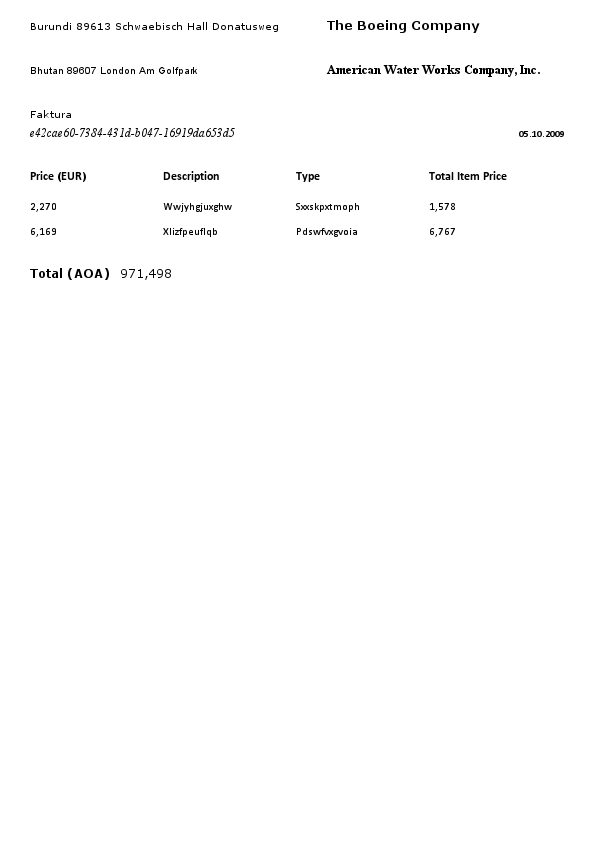 Burundi 89613 Schwaebisch Hall Donatusweg The Boeing Company
Bhutan 89607 London Am Golfpark American Water Works Company, Inc.
Faktura
e42cae60-7384-431d-b047-16919da653d5 05.10.2009
Price (EUR) Description Type Total Item Price
2,270 Wwjyhgjuxghw Sxxskpxtmoph 1,578
6,169 Xlizfpeuflqb Pdswfvxgvoia 6,767
Total (AOA) 971,498